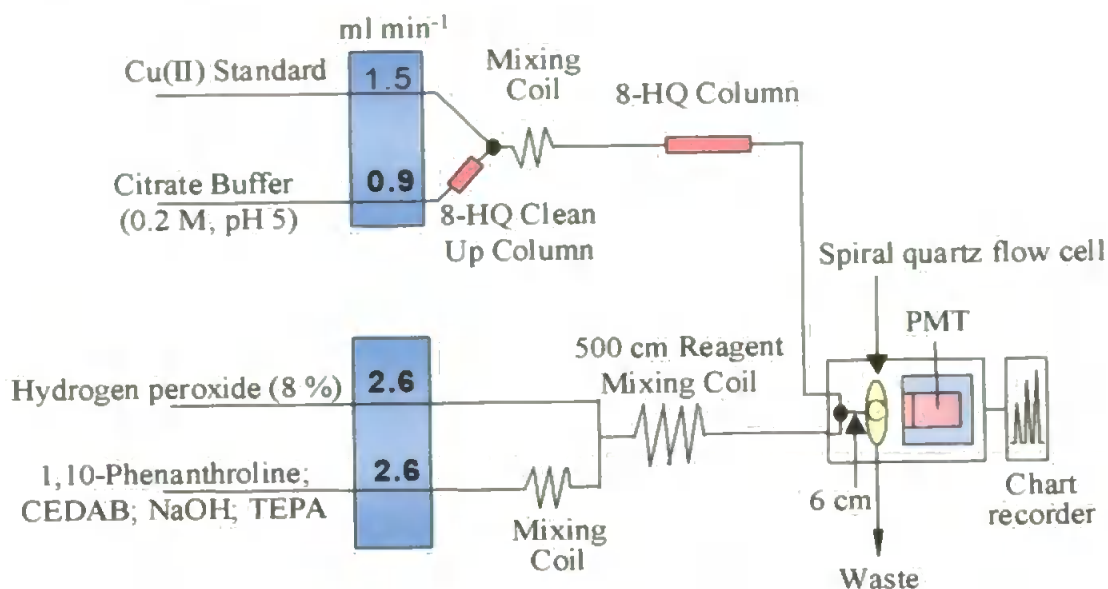 ml min⁻¹
Cu(II) Standard
1.5
Mixing
Coil
8-HQ Column
Citrate Buffer
(0.2 M, pH 5)
0.9
8-HQ Clean
Up Column
Spiral quartz flow cell
PMT
500 cm Reagent
Mixing Coil
Hydrogen peroxide (8 %)
2.6
1,10-Phenanthroline;
CEDAB; NaOH; TEPA
2.6
Mixing
Coil
6 cm
Chart
recorder
Waste